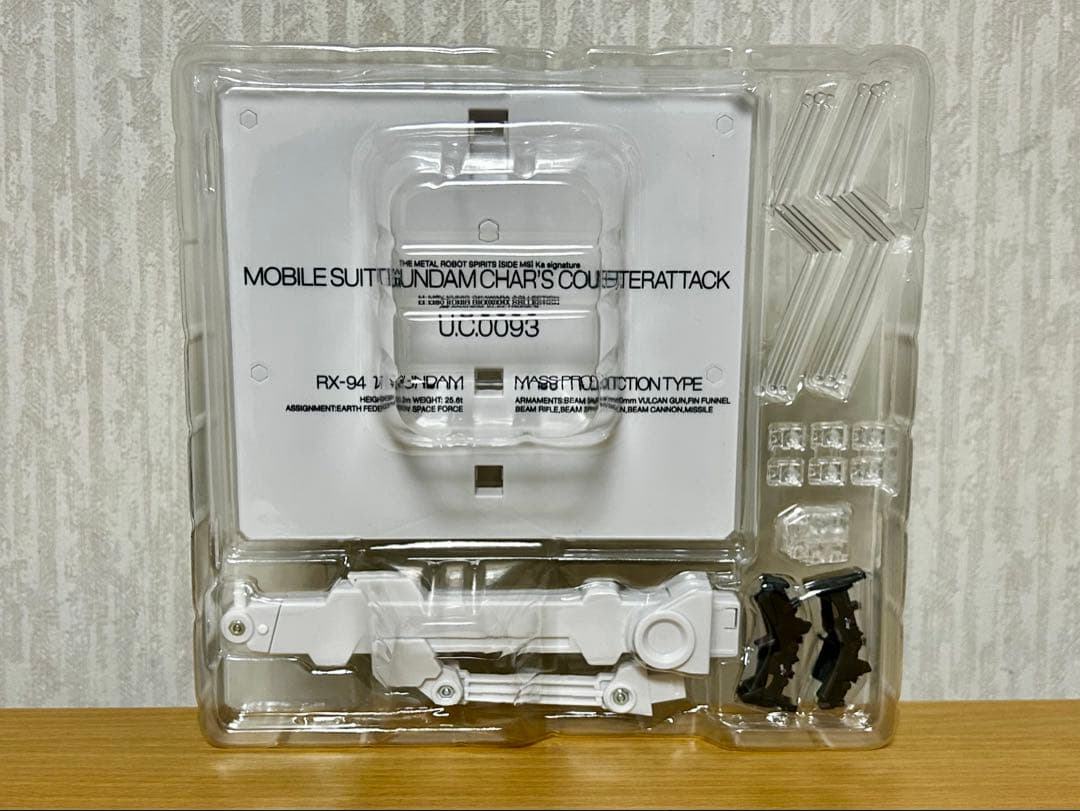 THE METAL ROBOT SPIRITS [SIDE MS] Ka signature
MOBILE SUIT GUNDAM CHAR'S COUNTERATTACK
U.C.0093
RX-94 GUNDAM MASS PRODUCTION TYPE
WEIGHT: 25.6t
ARMAMENTS:BEAM VULCAN GUN,FIN FUNNEL
ASSIGNMENT:EARTH SPACE FORCE
BEAM RIFLE,BEAM BEAM CANNON,MISSILE